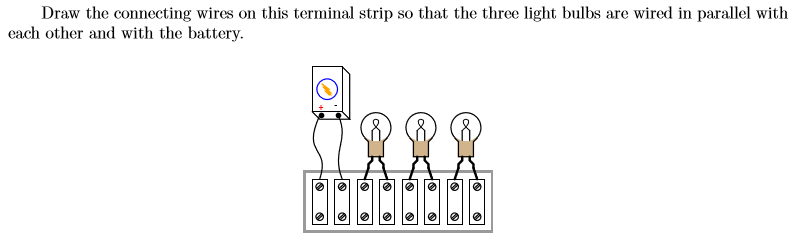 Draw the connecting wires on this terminal strip so that the three light bulbs are wired in parallel with
each other and with the battery.
+ -